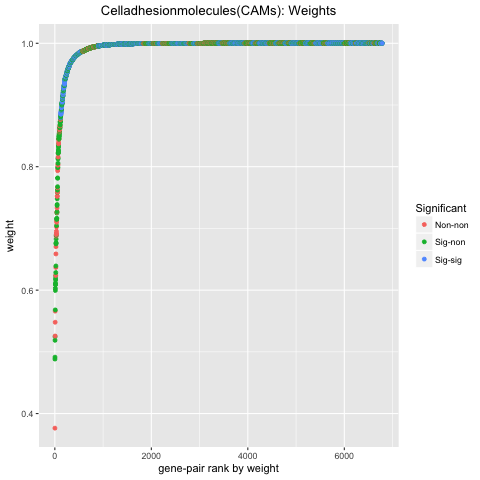 Celladhesionmolecules(CAMs): Weights
1.0
0.8
0.6
0.4
weight
0 2000 4000 6000
gene-pair rank by weight
Significant
Non-non
Sig-non
Sig-sig